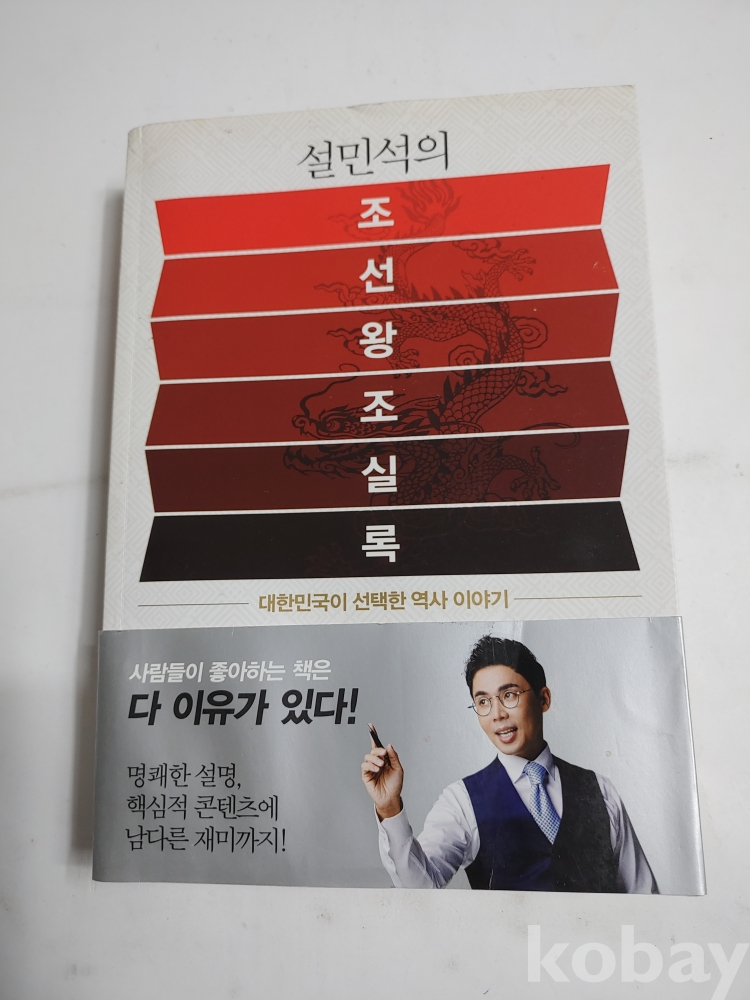 설민석의
조
선
왕
조
실
록
대한민국이 선택한 역사 이야기
사람들이 좋아하는 책은
다 이유가 있다!
명쾌한 설명,
핵심적 콘텐츠에
남다른 재미까지!
kobay